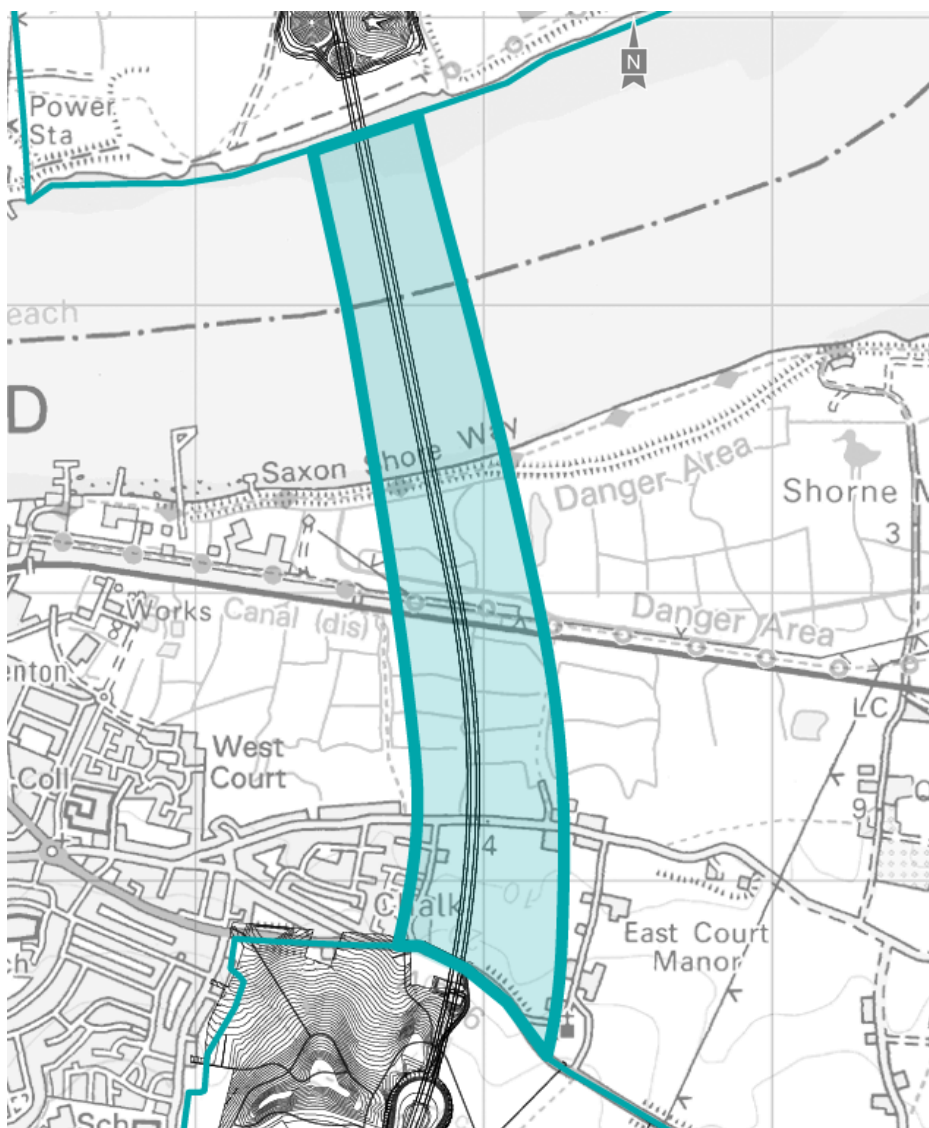 N
Power
Sta
each
D
Saxon Shore Way
Danger Area
Shorne M
3
Works
Canal (dis)
Danger Area
enton
LC
West
Court
Coll
9
4
10
Chalk
East Court
Manor
ch
6
Sch